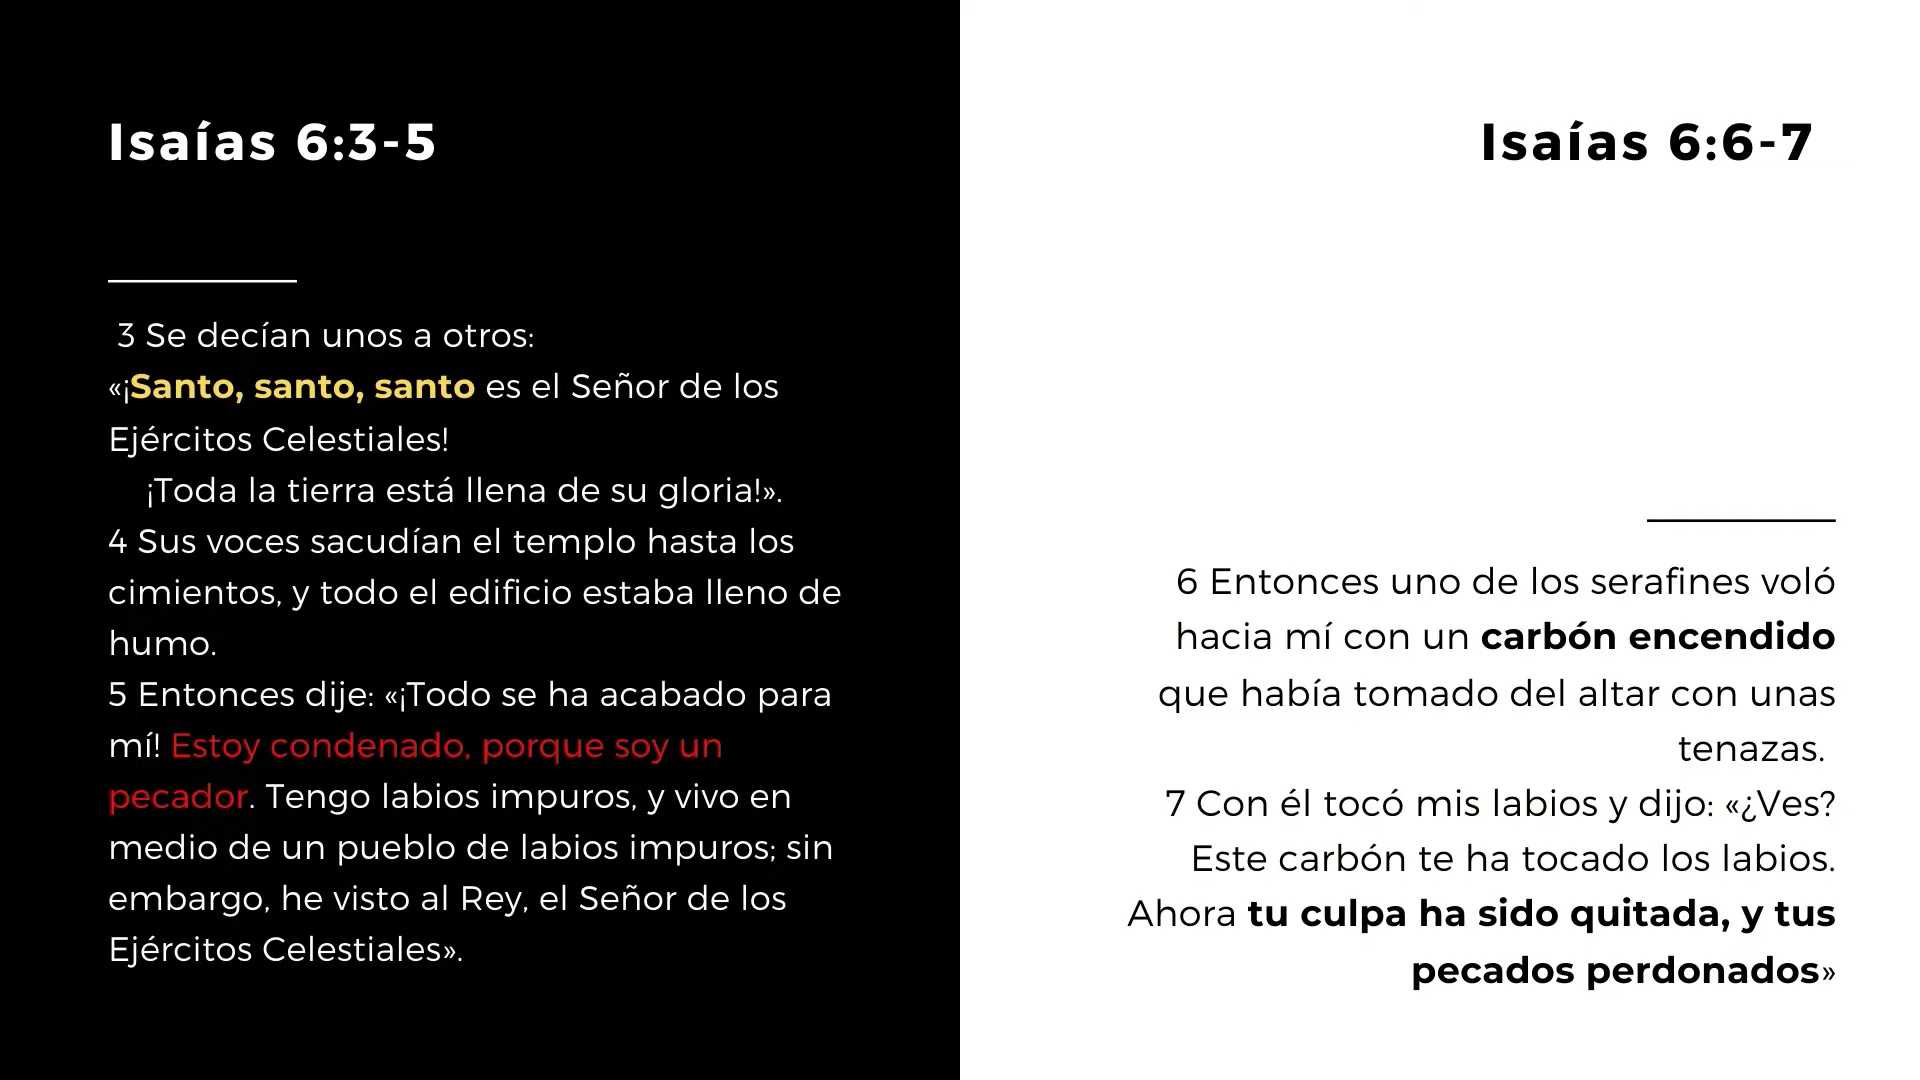 Isaías 6:3-5
3 Se decían unos a otros:
«¡Santo, santo, santo es el Señor de los
Ejércitos Celestiales!
¡Toda la tierra está llena de su gloria!».
4 Sus voces sacudían el templo hasta los
cimientos, y todo el edificio estaba lleno de
humo.
5 Entonces dije: «¡Todo se ha acabado para
mí! Estoy condenado, porque soy un
pecador. Tengo labios impuros, y vivo en
medio de un pueblo de labios impuros; sin
embargo, he visto al Rey, el Señor de los
Ejércitos Celestiales».
Isaías 6:6-7
6 Entonces uno de los serafines voló
hacia mí con un carbón encendido
que había tomado del altar con unas
tenazas.
7 Con él tocó mis labios y dijo: «¿Ves?
Este carbón te ha tocado los labios.
Ahora tu culpa ha sido quitada, y tus
pecados perdonados»